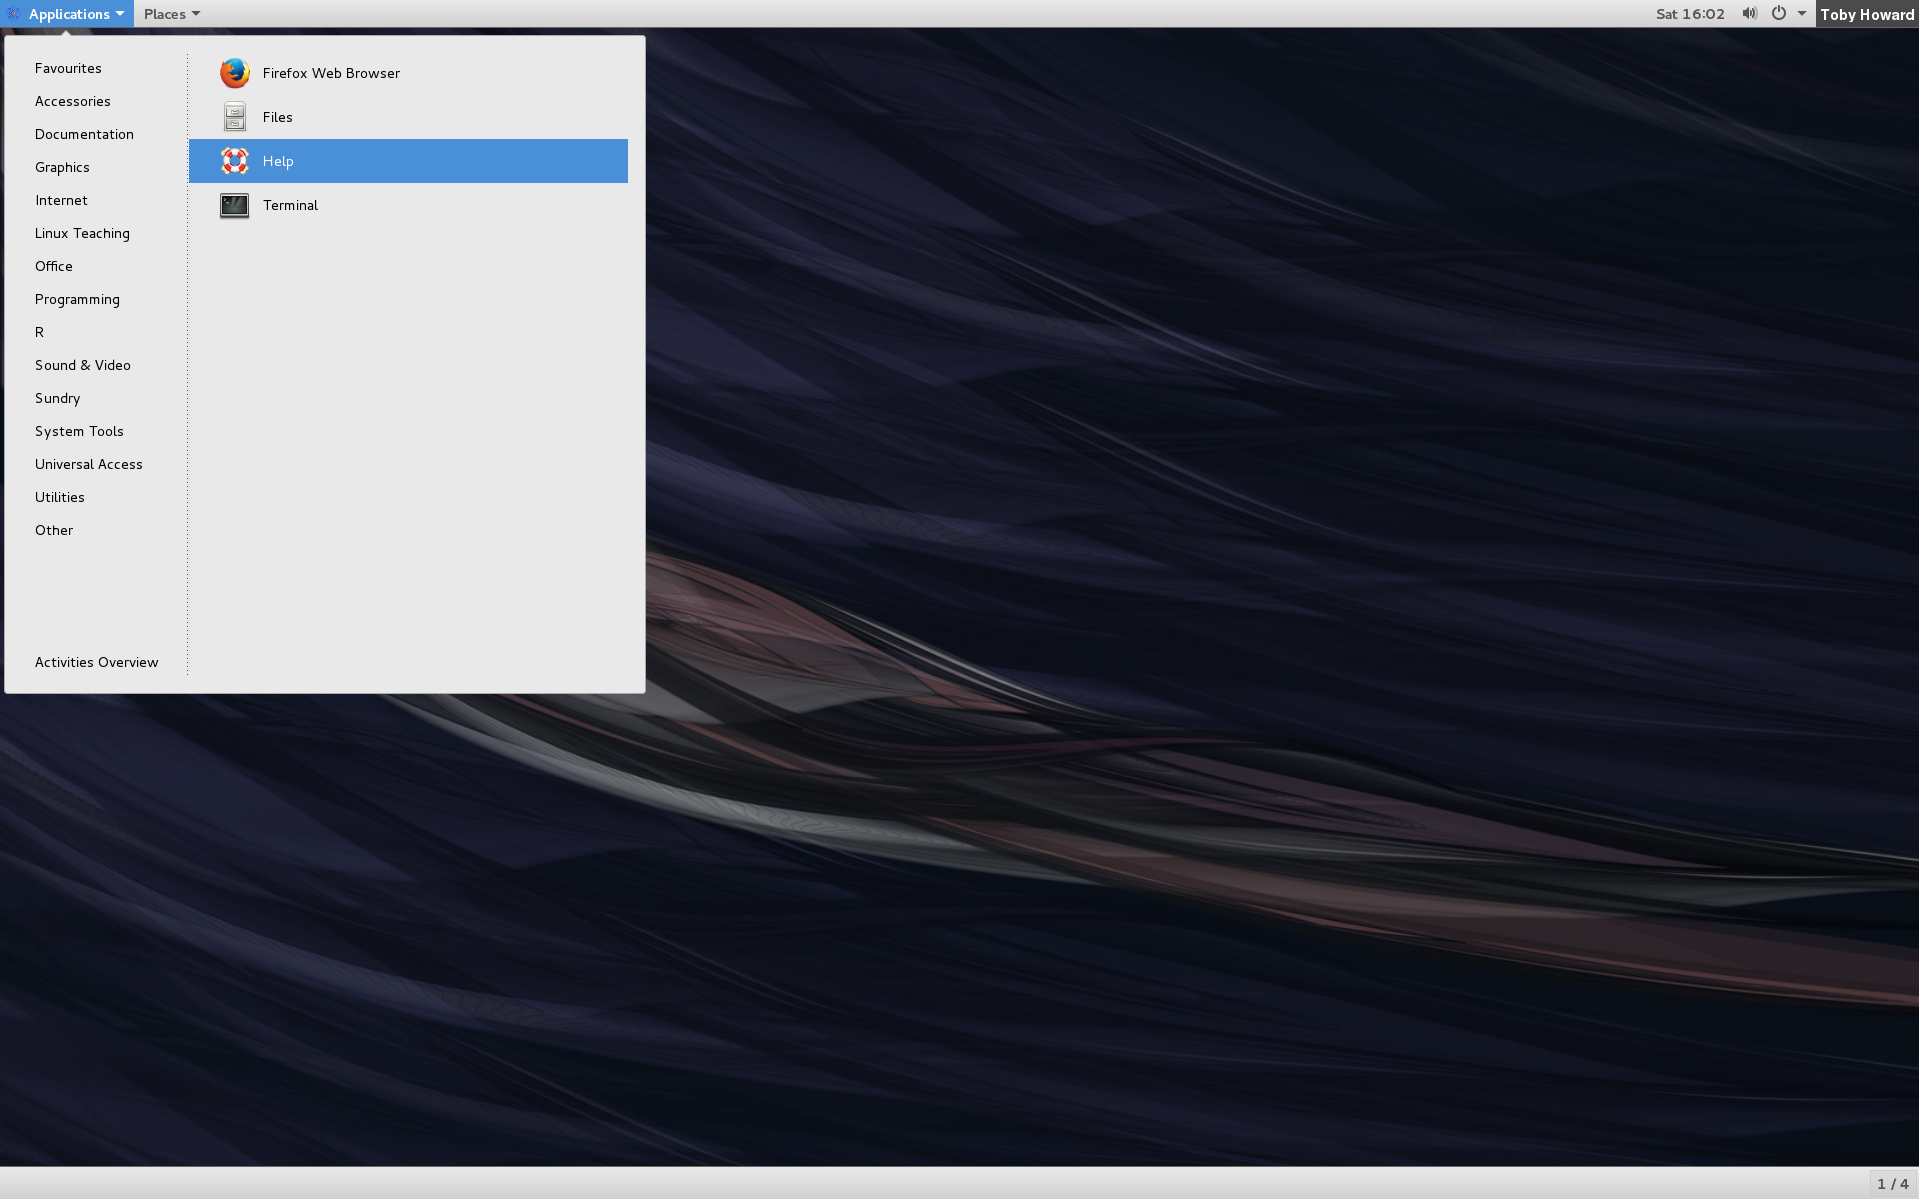 Applications Places Sat 16:02 Toby Howard
Favourites
Accessories
Documentation
Graphics
Internet
Linux Teaching
Office
Programming
R
Sound & Video
Sundry
System Tools
Universal Access
Utilities
Other
Activities Overview
Firefox Web Browser
Files
Help
Terminal
1 / 4